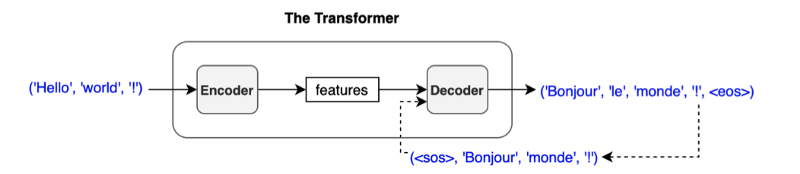 The Transformer
('Hello', 'world', '!')
Encoder
features
Decoder
('Bonjour', 'le', 'monde', '!', <eos>)
(<sos>, 'Bonjour', 'monde', '!')